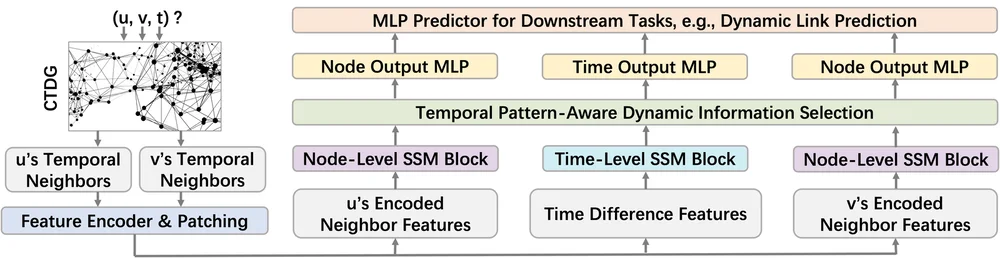 (u, v, t) ?
CTDG
u's Temporal
Neighbors
v's Temporal
Neighbors
Feature Encoder & Patching
MLP Predictor for Downstream Tasks, e.g., Dynamic Link Prediction
Node Output MLP
Time Output MLP
Node Output MLP
Temporal Pattern-Aware Dynamic Information Selection
Node-Level SSM Block
Time-Level SSM Block
Node-Level SSM Block
u's Encoded
Neighbor Features
Time Difference Features
v's Encoded
Neighbor Features